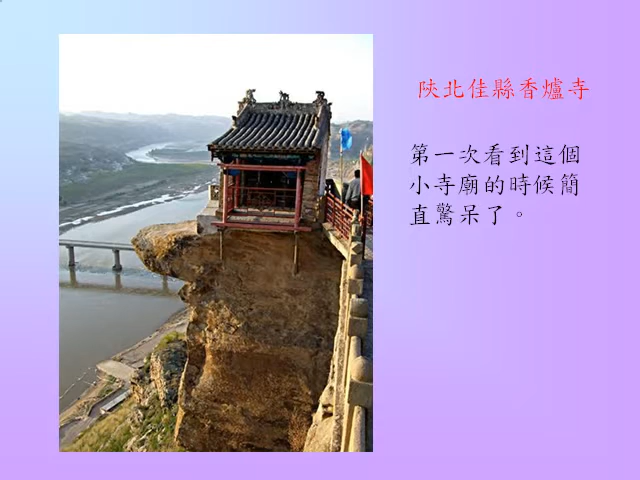 陜北佳縣香爐寺
第一次看到這個
小寺廟的時候簡
直驚呆了。